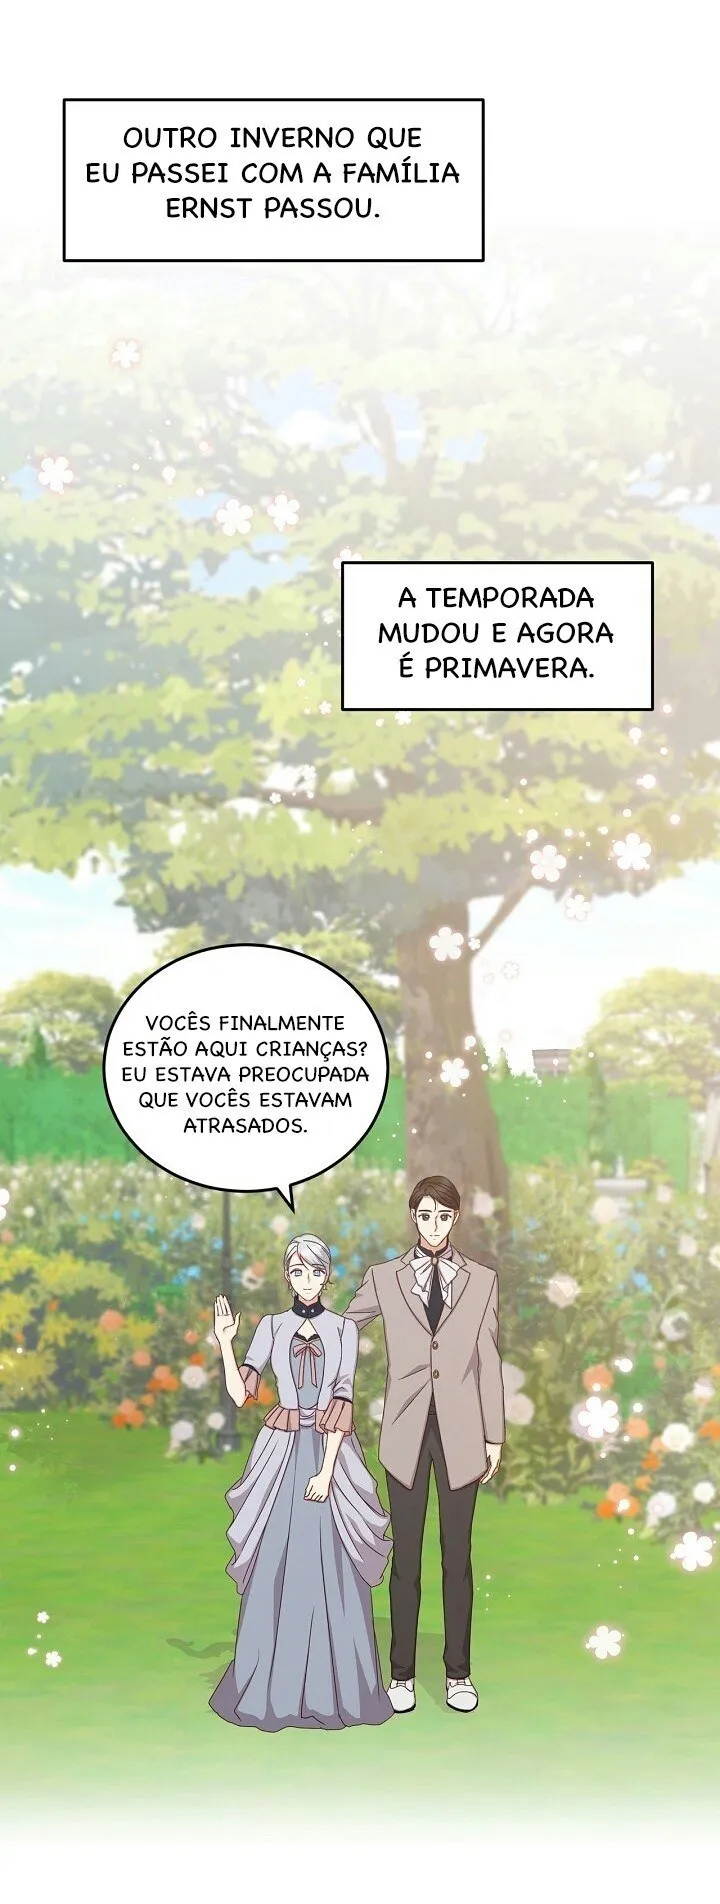 OUTRO INVERNO QUE
EU PASSEI COM A FAMÍLIA
ERNST PASSOU.
A TEMPORADA
MUDOU E AGORA
É PRIMAVERA.
VOCÊS FINALMENTE
ESTÃO AQUI CRIANÇAS?
EU ESTAVA PREOCUPADA
QUE VOCÊS ESTAVAM
ATRASADOS.